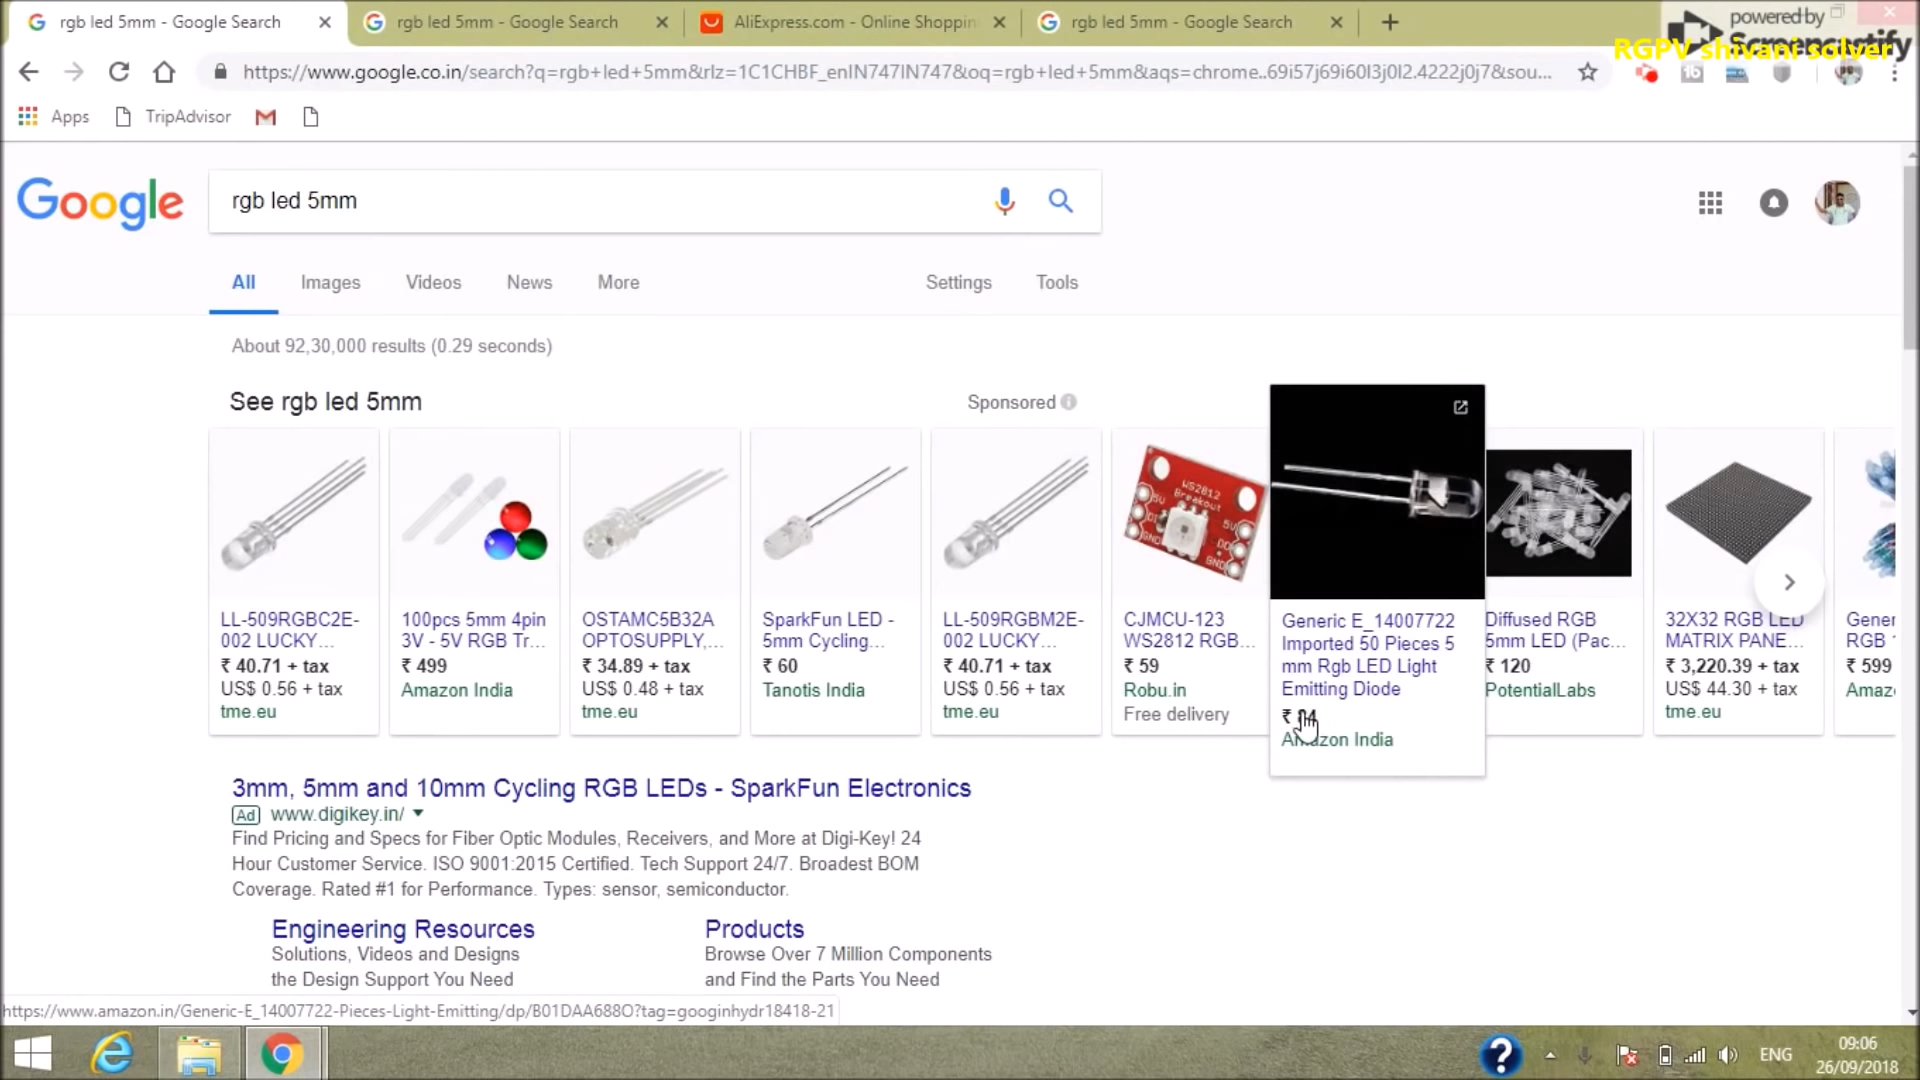 rgb led 5mm - Google Search
rgb led 5mm - Google Search
AliExpress.com - Online Shoppin
rgb led 5mm - Google Search
powered by
Screencastify
RGPV shivani solver
https://www.google.co.in/search?q=rgb+led+5mm&rlz=1C1CHBF_enIN747IN747&oq=rgb+led+5mm&aqs=chrome..69i57j69i60l3j0l2.4222j0j7&sou...
Apps
TripAdvisor
Google
rgb led 5mm
All
Images
Videos
News
More
Settings
Tools
About 92,30,000 results (0.29 seconds)
See rgb led 5mm
Sponsored
LL-509RGBC2E-
002 LUCKY...
₹ 40.71 + tax
US$ 0.56 + tax
tme.eu
100pcs 5mm 4pin
3V - 5V RGB Tr...
₹ 499
Amazon India
OSTAMC5B32A
OPTOSUPPLY,...
₹ 34.89 + tax
US$ 0.48 + tax
tme.eu
SparkFun LED -
5mm Cycling...
₹ 60
Tanotis India
LL-509RGBM2E-
002 LUCKY...
₹ 40.71 + tax
US$ 0.56 + tax
tme.eu
WS2812
Breakout
5V
GND
5V
GND
CJMCU-123
WS2812 RGB...
₹ 59
Robu.in
Free delivery
Generic E_14007722
Imported 50 Pieces 5
mm Rgb LED Light
Emitting Diode
₹
Amazon India
Diffused RGB
5mm LED (Pac...
₹ 120
PotentialLabs
32X32 RGB LED
MATRIX PANE...
₹ 3,220.39 + tax
US$ 44.30 + tax
tme.eu
Gener
RGB
₹ 599
Amaz
3mm, 5mm and 10mm Cycling RGB LEDs - SparkFun Electronics
Ad www.digikey.in/
Find Pricing and Specs for Fiber Optic Modules, Receivers, and More at Digi-Key! 24
Hour Customer Service. ISO 9001:2015 Certified. Tech Support 24/7. Broadest BOM
Coverage. Rated #1 for Performance. Types: sensor, semiconductor.
Engineering Resources
Solutions, Videos and Designs
the Design Support You Need
Products
Browse Over 7 Million Components
and Find the Parts You Need
https://www.amazon.in/Generic-E_14007722-Pieces-Light-Emitting/dp/B01DAA688O?tag=googinhydr18418-21
ENG
09:06
26/09/2018